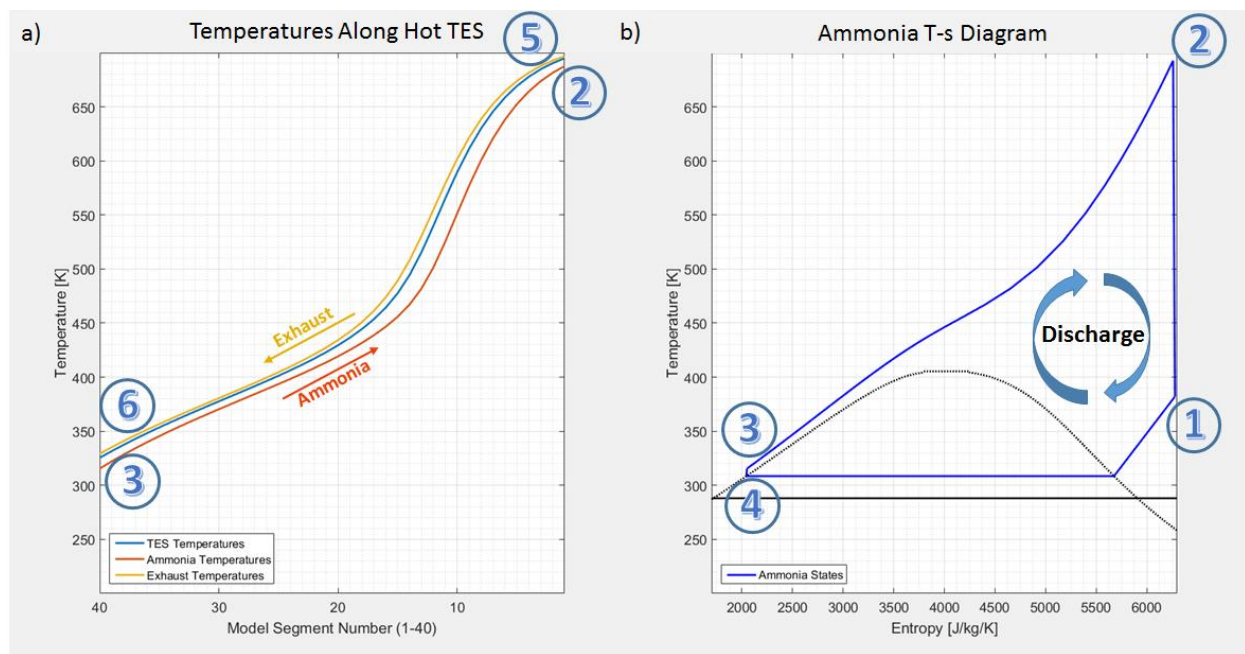 a)
Temperatures Along Hot TES
5
2
650
600
550
500
450
400
350
300
250
Temperature [K]
Exhaust
Ammonia
6
3
TES Temperatures
Ammonia Temperatures
Exhaust Temperatures
40
30
20
10
Model Segment Number (1-40)
b)
Ammonia T-s Diagram
2
650
600
550
500
450
400
350
300
250
Temperature [K]
Discharge
1
3
4
Ammonia States
2000
2500
3000
3500
4000
4500
5000
5500
6000
Entropy [J/kg/K]